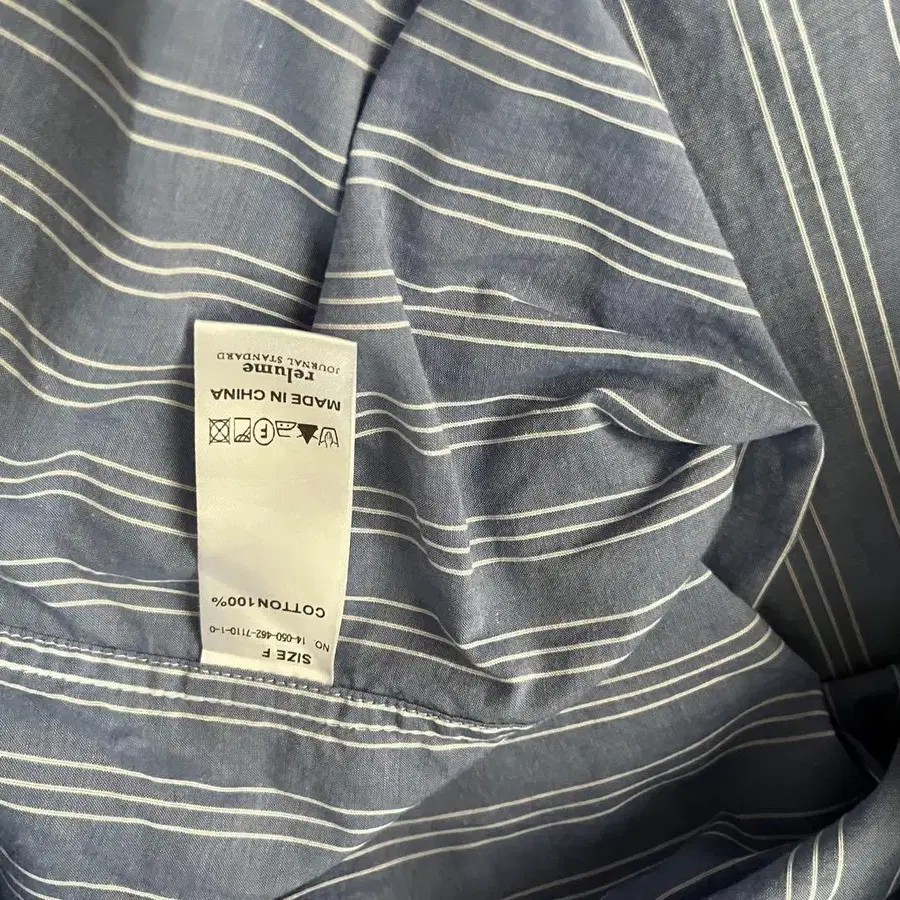 SIZE F
NO 14-050-462-7110-1-0
COTTON100%
F
MADE IN CHINA
relume
JOURNAL STANDARD